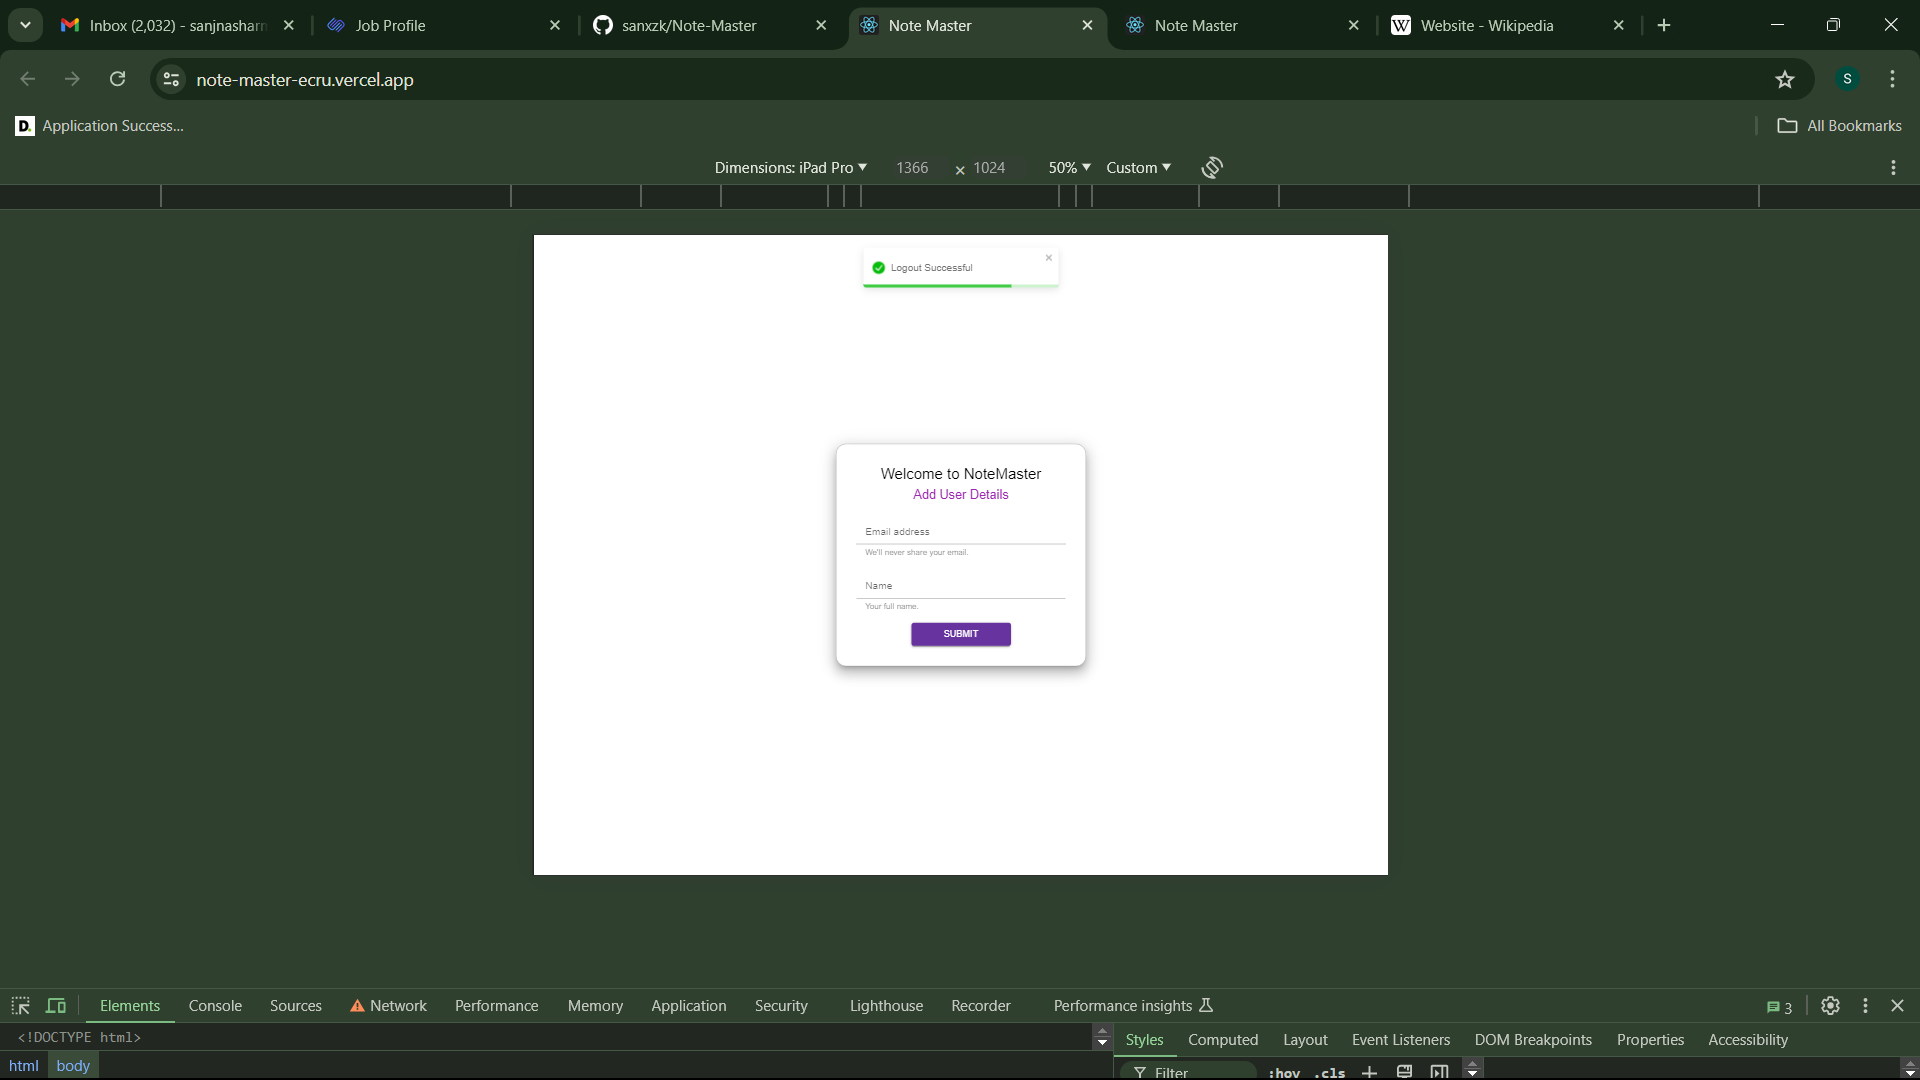 Inbox (2,032) - sanjnasharn
Job Profile
sanxzk/Note-Master
Note Master
Note Master
W Website - Wikipedia
note-master-ecru.vercel.app
S
D. Application Success...
All Bookmarks
Dimensions: iPad Pro 1366 × 1024 50% Custom
Logout Successful
Welcome to NoteMaster
Add User Details
Email address
We'll never share your email.
Name
Your full name.
SUBMIT
Elements Console Sources Network Performance Memory Application Security Lighthouse Recorder Performance insights 3
<!DOCTYPE html>
Styles Computed Layout Event Listeners DOM Breakpoints Properties Accessibility
html body
Filter :hov .cls